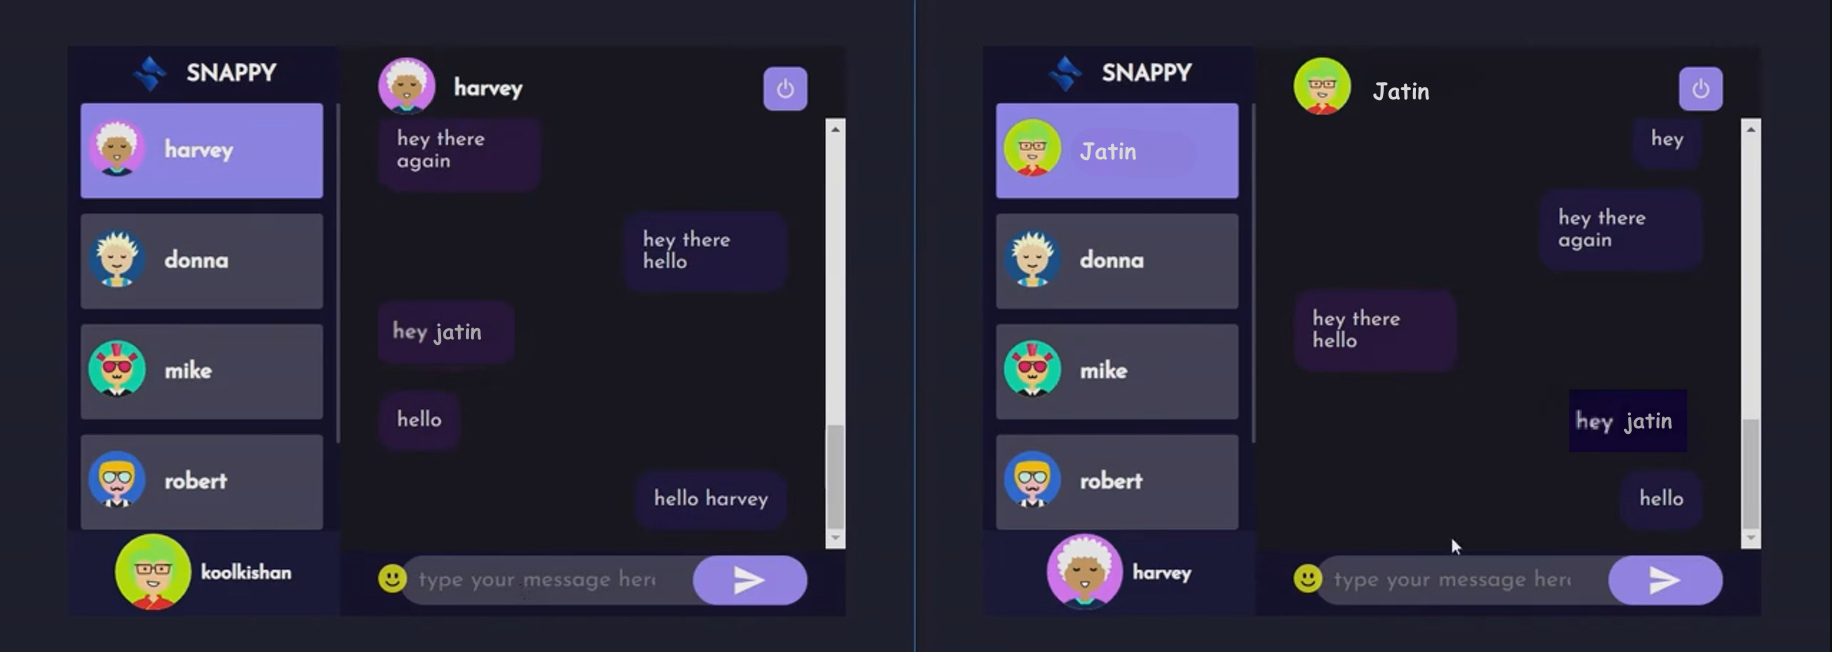 SNAPPY
harvey
donna
mike
robert
koolkishan
harvey
hey there
again
hey there
hello
hey jatin
hello
hello harvey
type your message her
SNAPPY
Jatin
donna
mike
robert
harvey
Jatin
hey
hey there
again
hey there
hello
hey jatin
hello
type your message her